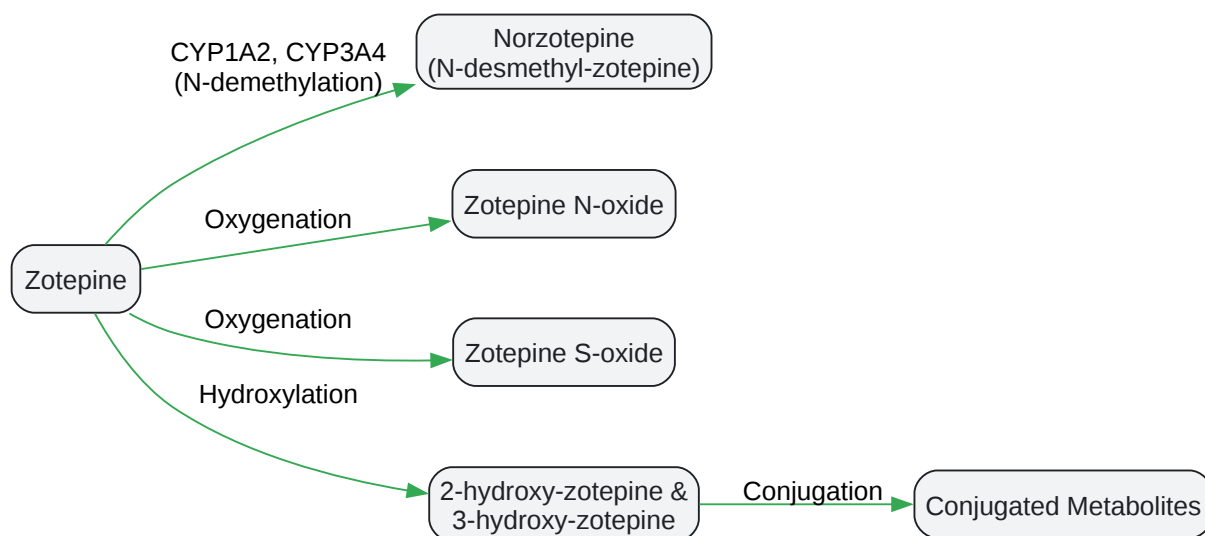 CYP1A2, CYP3A4
(N-demethylation)
Norzotepine
(N-desmethyl-zotepine)
Oxygenation
Zotepine N-oxide
Zotepine
Oxygenation
Zotepine S-oxide
Hydroxylation
2-hydroxy-zotepine &
3-hydroxy-zotepine
Conjugation
Conjugated Metabolites